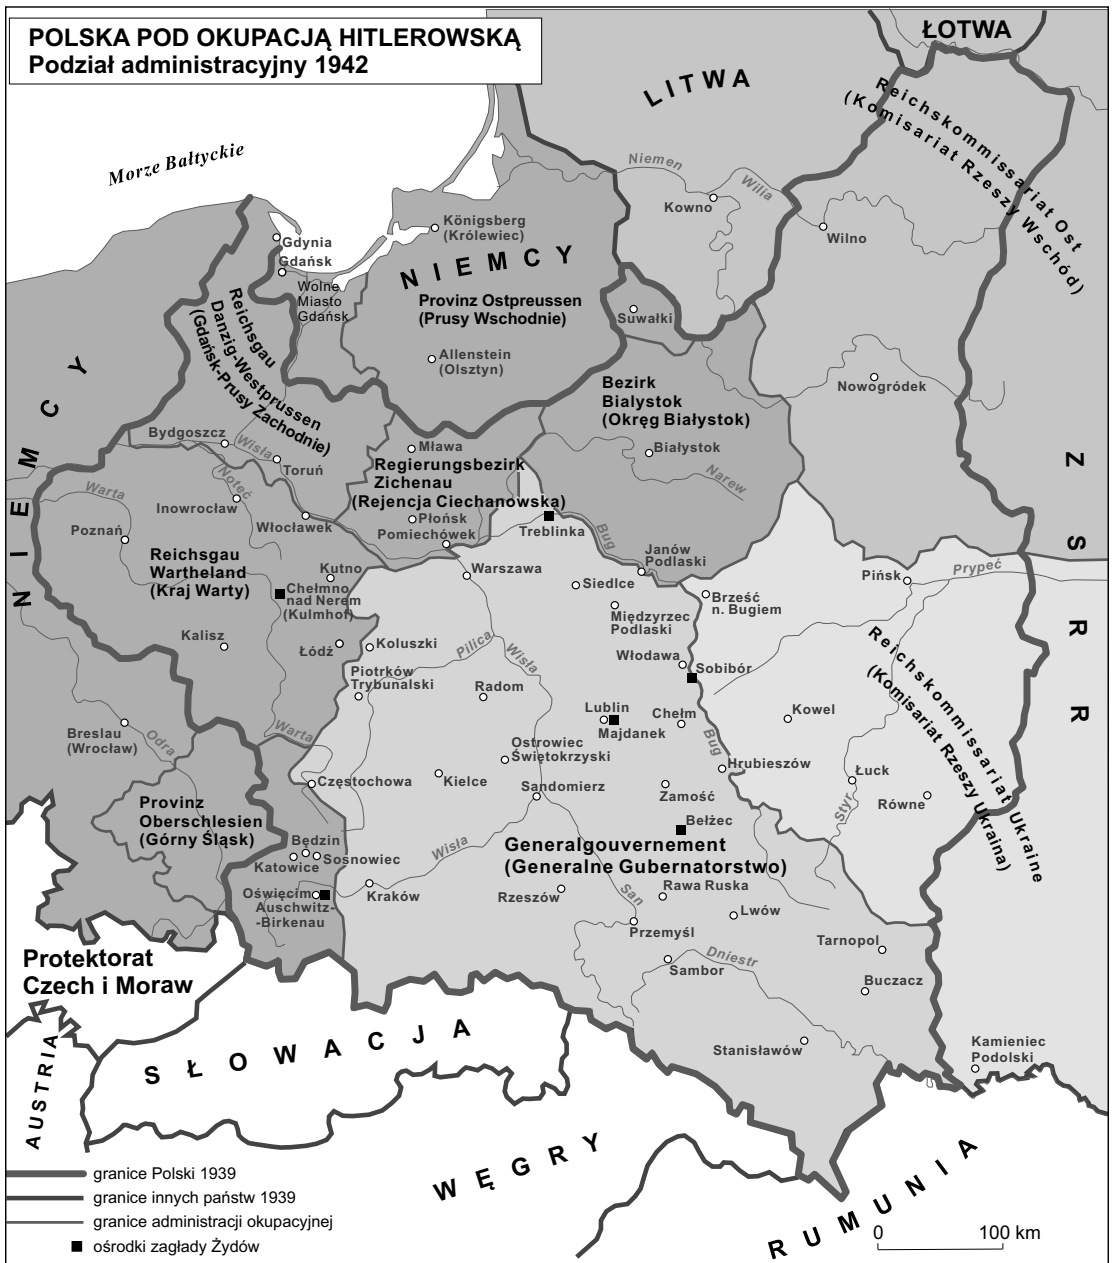 POLSKA POD OKUPACJĄ HITLEROWSKĄ
Podział administracyjny 1942
ŁOTWA
LITWA
Reichskommissariat Ost
(Komisariat Rzeszy Wschód)
Morze Bałtyckie
Niemen
Wilia
Kowno
Wilno
Königsberg
(Królewiec)
Gdynia
Gdańsk
Wolne
Miasto
Gdańsk
NIEMCY
Provinz Ostpreussen
(Prusy Wschodnie)
Suwałki
Reichsgau
Danzig-Westprussen
(Gdańsk-Prusy Zachodnie)
Allenstein
(Olsztyn)
Nowogródek
NIEMCY
Bezirk
Bialystok
(Okręg Białystok)
Bydgoszcz
Wisła
Toruń
Mława
Białystok
Narew
Regierungsbezirk
Zichenau
(Rejencja Ciechanowska)
Warta
Noteć
Inowrocław
Włocławek
Płońsk
Pomiechówek
Treblinka
Bug
Poznań
Reichsgau
Wartheland
(Kraj Warty)
Kutno
Chełmno
nad Nerem
(Kulmhof)
Warszawa
Siedlce
Janów
Podlaski
Międzyrzec
Podlaski
Brześć
n. Bugiem
Pińsk
Prypeć
ZSRR
Kalisz
Łódź
Koluszki
Pilica
Wisła
Włodawa
Sobibór
Piotrków
Trybunalski
Radom
Lublin
Majdanek
Chełm
Bug
Kowel
Reichskommissariat Ukraine
(Komisariat Rzeszy Ukraina)
Breslau
(Wrocław)
Odra
Warta
Ostrowiec
Świętokrzyski
Hrubieszów
Łuck
Częstochowa
Kielce
Sandomierz
Zamość
Styr
Równe
Provinz
Oberschlesien
(Górny Śląsk)
Bełżec
Będzin
Sosnowiec
Katowice
Wisła
Generalgouvernement
(Generalne Gubernatorstwo)
Oświęcim
Auschwitz-
-Birkenau
Kraków
Rzeszów
San
Rawa Ruska
Lwów
Przemyśl
Tarnopol
Protektorat
Czech i Moraw
Sambor
Dniestr
Buczacz
SŁOWACJA
Stanisławów
Kamieniec
Podolski
AUSTRIA
WĘGRY
RUMUNIA
granice Polski 1939
granice innych państw 1939
granice administracji okupacyjnej
ośrodki zagłady Żydów
0 100 km